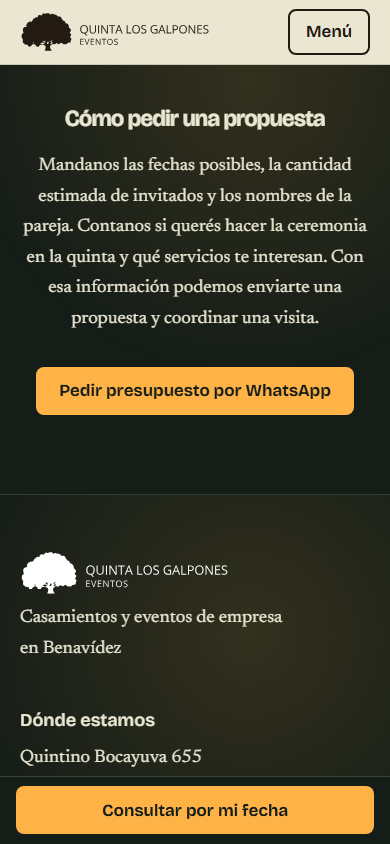 QUINTA LOS GALPONES
EVENTOS
Menú
Cómo pedir una propuesta
Mandanos las fechas posibles, la cantidad
estimada de invitados y los nombres de la
pareja. Contanos si querés hacer la ceremonia
en la quinta y qué servicios te interesan. Con
esa información podemos enviarte una
propuesta y coordinar una visita.
Pedir presupuesto por WhatsApp
QUINTA LOS GALPONES
EVENTOS
Casamientos y eventos de empresa
en Benavídez
Dónde estamos
Quintino Bocayuva 655
Consultar por mi fecha